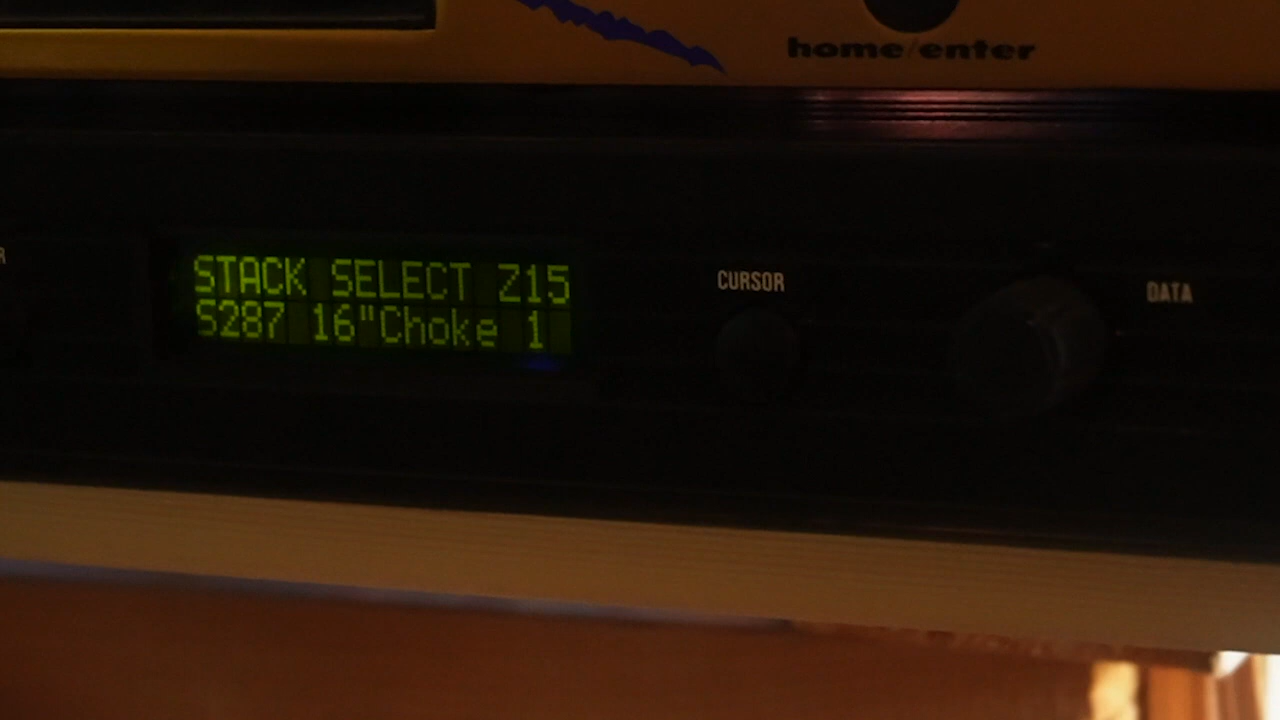 home/enter
STACK SELECT Z15
S287 16"Choke 1
CURSOR
DATA